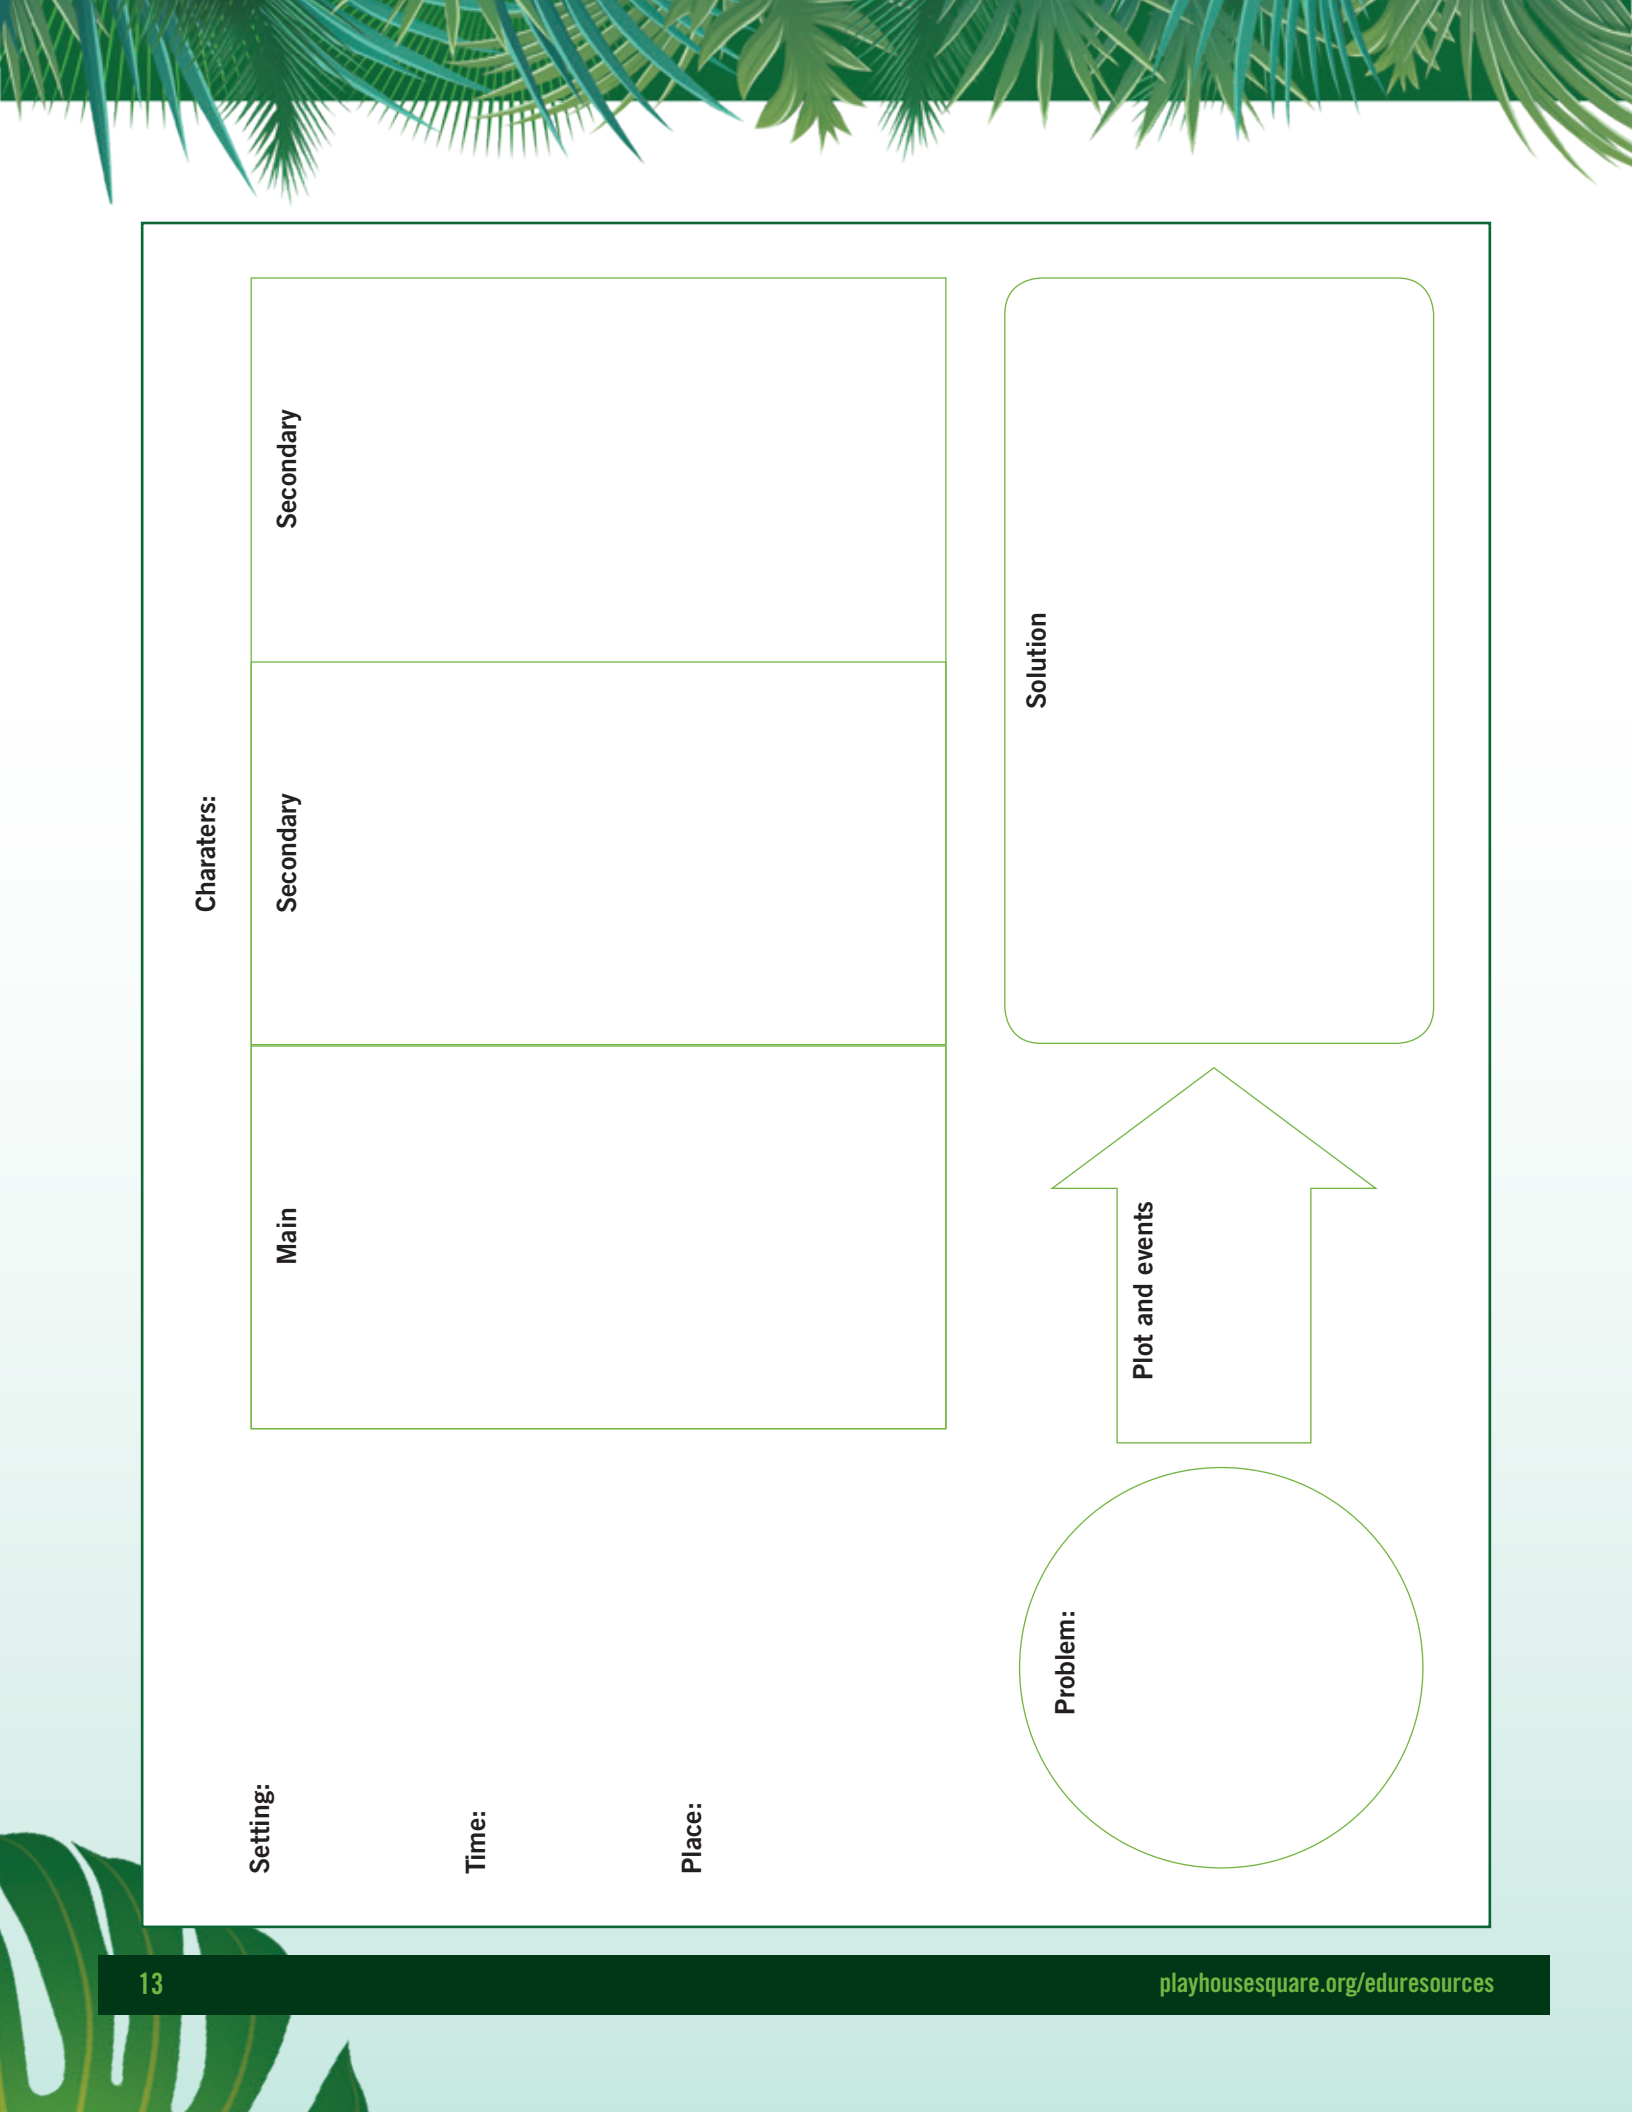 Charaters:
Setting:
Main
Secondary
Secondary
Time:
Place:
Problem:
Plot and events
Solution
13
playhousesquare.org/eduresources